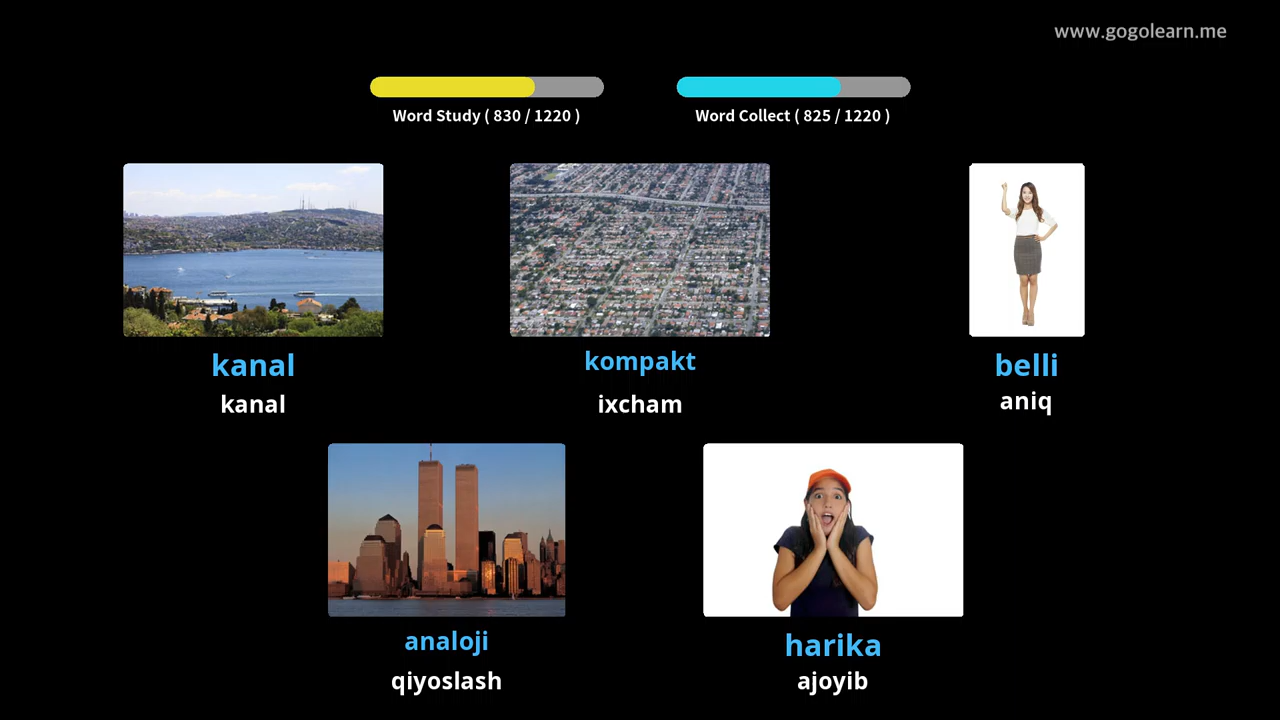 www.gogolearn.me
Word Study ( 830 / 1220 )
Word Collect ( 825 / 1220 )
kanal
kanal
kompakt
ixcham
belli
aniq
analoji
qiyoslash
harika
ajoyib